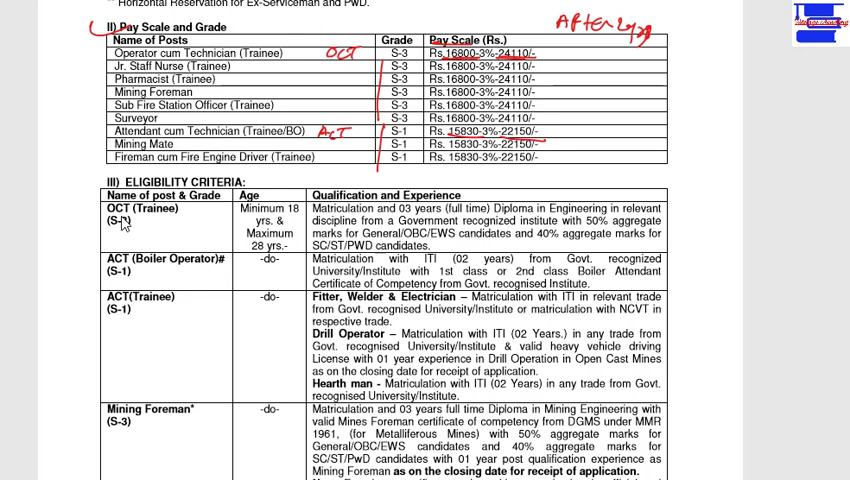 ** Horizontal Reservation for Ex-Serviceman and PwD.
II) Pay Scale and Grade
After
Name of Posts Grade Pay Scale (Rs.)
Operator cum Technician (Trainee) OCT S-3 Rs.16800-3%-24110/-
Jr. Staff Nurse (Trainee) S-3 Rs.16800-3%-24110/-
Pharmacist (Trainee) S-3 Rs.16800-3%-24110/-
Mining Foreman S-3 Rs.16800-3%-24110/-
Sub Fire Station Officer (Trainee) S-3 Rs.16800-3%-24110/-
Surveyor S-3 Rs.16800-3%-24110/-
Attendant cum Technician (Trainee/BO) ACT S-1 Rs. 15830-3%-22150/-
Mining Mate S-1 Rs. 15830-3%-22150/-
Fireman cum Fire Engine Driver (Trainee) S-1 Rs. 15830-3%-22150/-
III) ELIGIBILITY CRITERIA:
Name of post & Grade Age Qualification and Experience
OCT (Trainee)
(S-3)
Minimum 18
yrs. &
Maximum
28 yrs.-
Matriculation and 03 years (full time) Diploma in Engineering in relevant
discipline from a Government recognized institute with 50% aggregate
marks for General/OBC/EWS candidates and 40% aggregate marks for
SC/ST/PWD candidates.
ACT (Boiler Operator)#
(S-1)
-do-
Matriculation with ITI (02 years) from Govt. recognized
University/Institute with 1st class or 2nd class Boiler Attendant
Certificate of Competency from Govt. recognised Institute.
ACT(Trainee)
(S-1)
-do-
Fitter, Welder & Electrician – Matriculation with ITI in relevant trade
from Govt. recognised University/Institute or matriculation with NCVT in
respective trade.
Drill Operator – Matriculation with ITI (02 Years.) in any trade from
Govt. recognised University/Institute & valid heavy vehicle driving
License with 01 year experience in Drill Operation in Open Cast Mines
as on the closing date for receipt of application.
Hearth man - Matriculation with ITI (02 Years) in any trade from Govt.
recognised University/Institute.
Mining Foreman*
(S-3)
-do-
Matriculation and 03 years full time Diploma in Mining Engineering with
valid Mines Foreman certificate of competency from DGMS under MMR
1961, (for Metalliferous Mines) with 50% aggregate marks for
General/OBC/EWS candidates and 40% aggregate marks for
SC/ST/PwD candidates with 01 year post qualification experience as
Mining Foreman as on the closing date for receipt of application.